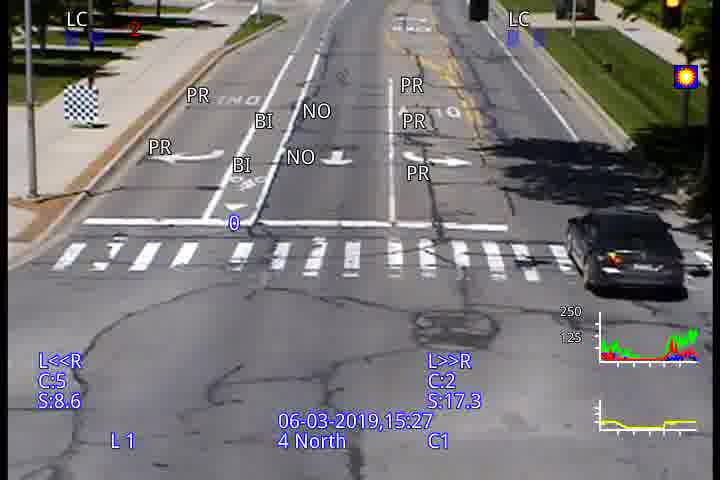 LC
2
LC
PR
PR
NO
BI
PR
PR
NO
BI
PR
0
250
125
L<<R
C:5
S:8.6
L>>R
C:2
S:17.3
06-03-2019,15:27
L 1
4 North
C1